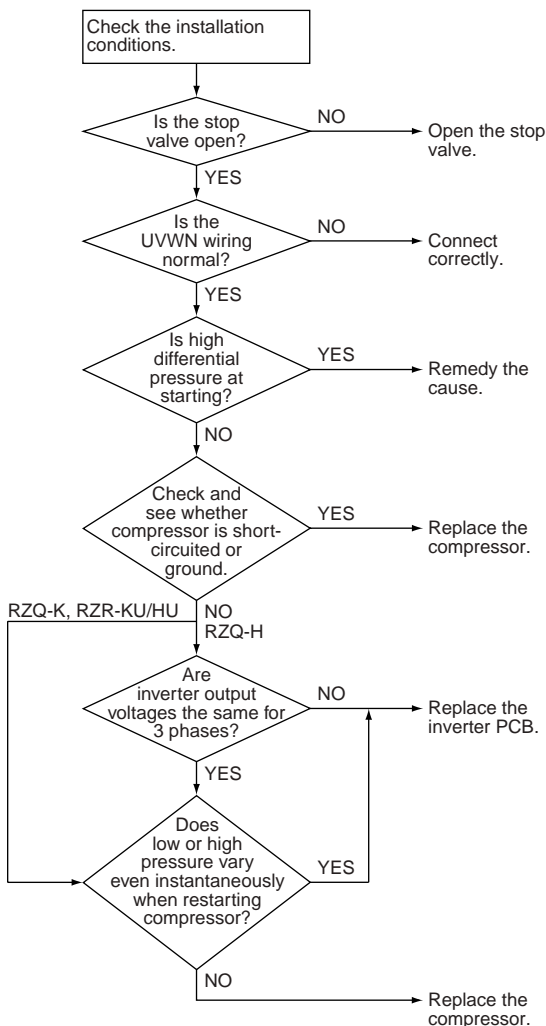 Check the installation
conditions.
Is the stop
valve open?
NO
Open the stop
valve.
YES
Is the
UVWN wiring
normal?
NO
Connect
correctly.
YES
Is high
differential
pressure at
starting?
YES
Remedy the
cause.
NO
Check and
see whether
compressor is short-
circuited or
ground.
YES
Replace the
compressor.
RZQ-K, RZR-KU/HU
NO
RZQ-H
Are
inverter output
voltages the same for
3 phases?
NO
Replace the
inverter PCB.
YES
Does
low or high
pressure vary
even instantaneously
when restarting
compressor?
YES
NO
Replace the
compressor.